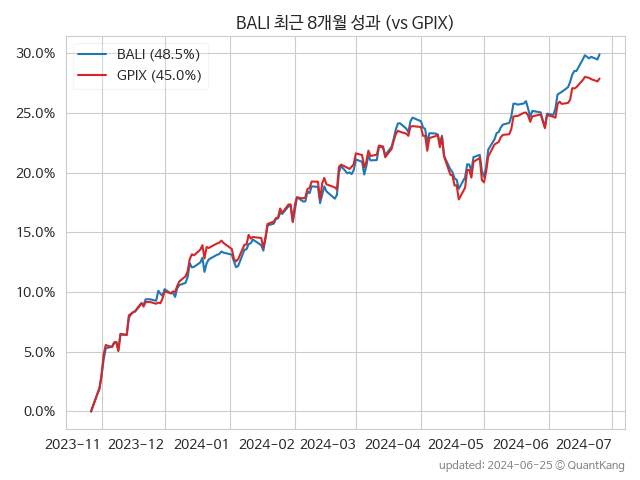 BALI 최근 8개월 성과 (vs GPIX)
BALI (48.5%)
GPIX (45.0%)
30.0%
25.0%
20.0%
15.0%
10.0%
5.0%
0.0%
2023-11 2023-12 2024-01 2024-02 2024-03 2024-04 2024-05 2024-06 2024-07
updated: 2024-06-25 © QuantKang